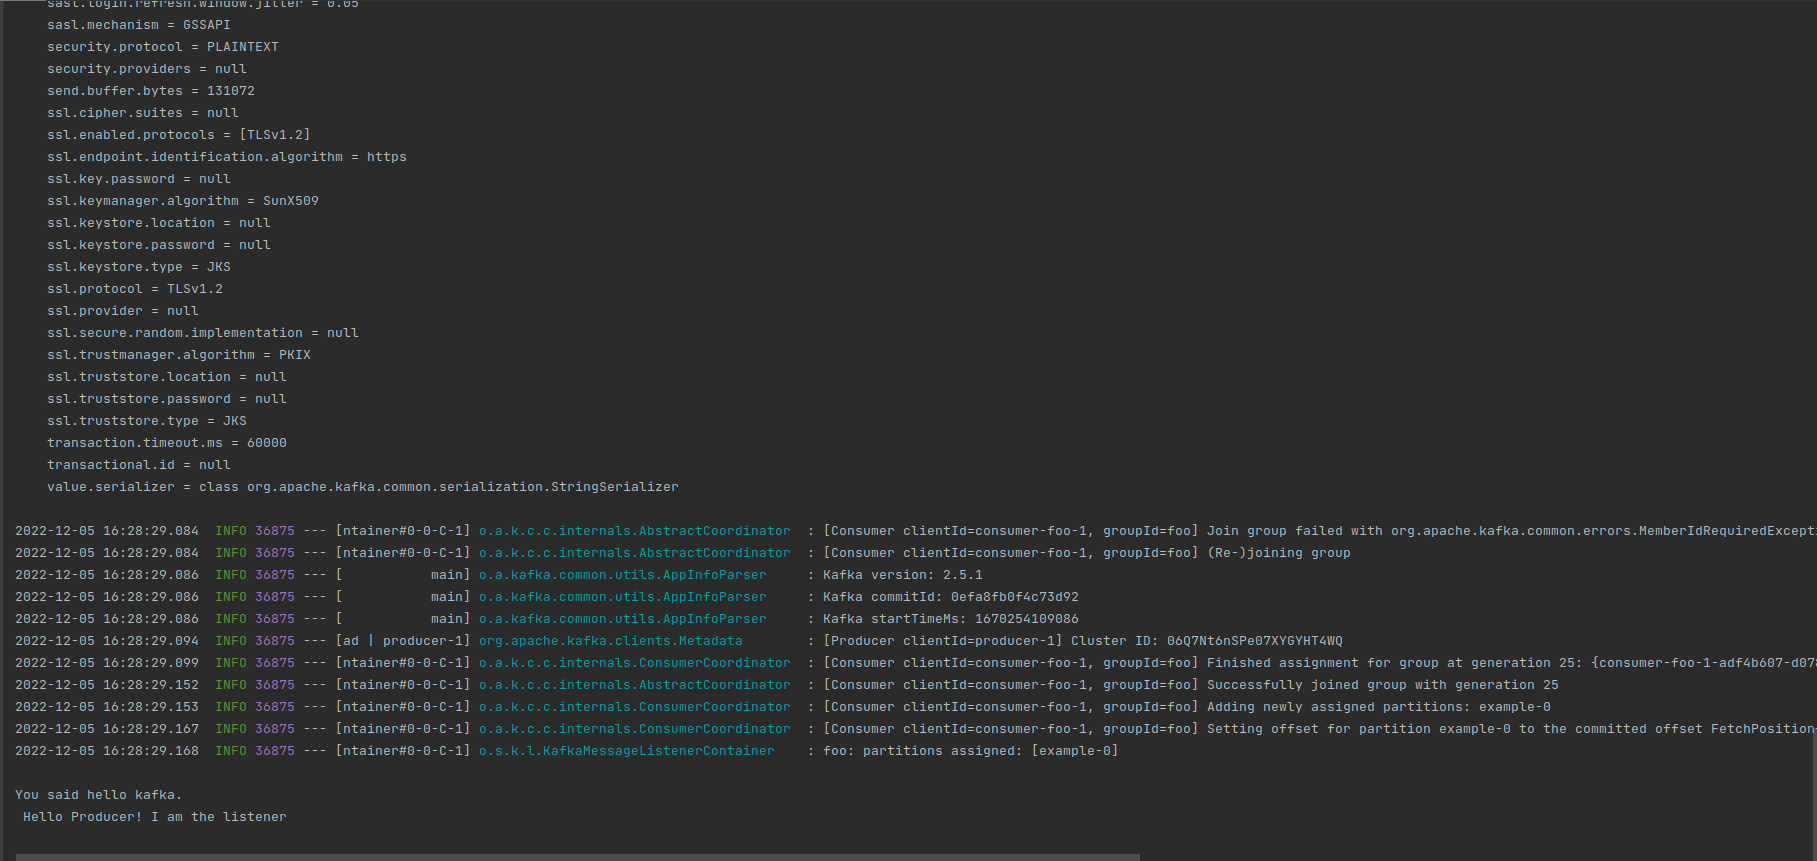 sasl.login.refresh.window.jitter = 0.05
sasl.mechanism = GSSAPI
security.protocol = PLAINTEXT
security.providers = null
send.buffer.bytes = 131072
ssl.cipher.suites = null
ssl.enabled.protocols = [TLSv1.2]
ssl.endpoint.identification.algorithm = https
ssl.key.password = null
ssl.keymanager.algorithm = SunX509
ssl.keystore.location = null
ssl.keystore.password = null
ssl.keystore.type = JKS
ssl.protocol = TLSv1.2
ssl.provider = null
ssl.secure.random.implementation = null
ssl.trustmanager.algorithm = PKIX
ssl.truststore.location = null
ssl.truststore.password = null
ssl.truststore.type = JKS
transaction.timeout.ms = 60000
transactional.id = null
value.serializer = class org.apache.kafka.common.serialization.StringSerializer
2022-12-05 16:28:29.084  INFO 36875 --- [ntainer#0-0-C-1] o.a.k.c.c.internals.AbstractCoordinator  : [Consumer clientId=consumer-foo-1, groupId=foo] Join group failed with org.apache.kafka.common.errors.MemberIdRequiredExcepti
2022-12-05 16:28:29.084  INFO 36875 --- [ntainer#0-0-C-1] o.a.k.c.c.internals.AbstractCoordinator  : [Consumer clientId=consumer-foo-1, groupId=foo] (Re-)joining group
2022-12-05 16:28:29.086  INFO 36875 --- [           main] o.a.kafka.common.utils.AppInfoParser     : Kafka version: 2.5.1
2022-12-05 16:28:29.086  INFO 36875 --- [           main] o.a.kafka.common.utils.AppInfoParser     : Kafka commitId: 0efa8fb0f4c73d92
2022-12-05 16:28:29.086  INFO 36875 --- [           main] o.a.kafka.common.utils.AppInfoParser     : Kafka startTimeMs: 1670254109086
2022-12-05 16:28:29.094  INFO 36875 --- [ad | producer-1] org.apache.kafka.clients.Metadata        : [Producer clientId=producer-1] Cluster ID: 06Q7Nt6nSPe07XYGYHT4WQ
2022-12-05 16:28:29.099  INFO 36875 --- [ntainer#0-0-C-1] o.a.k.c.c.internals.ConsumerCoordinator  : [Consumer clientId=consumer-foo-1, groupId=foo] Finished assignment for group at generation 25: {consumer-foo-1-adf4b607-d078
2022-12-05 16:28:29.152  INFO 36875 --- [ntainer#0-0-C-1] o.a.k.c.c.internals.AbstractCoordinator  : [Consumer clientId=consumer-foo-1, groupId=foo] Successfully joined group with generation 25
2022-12-05 16:28:29.153  INFO 36875 --- [ntainer#0-0-C-1] o.a.k.c.c.internals.ConsumerCoordinator  : [Consumer clientId=consumer-foo-1, groupId=foo] Adding newly assigned partitions: example-0
2022-12-05 16:28:29.167  INFO 36875 --- [ntainer#0-0-C-1] o.a.k.c.c.internals.ConsumerCoordinator  : [Consumer clientId=consumer-foo-1, groupId=foo] Setting offset for partition example-0 to the committed offset FetchPosition
2022-12-05 16:28:29.168  INFO 36875 --- [ntainer#0-0-C-1] o.s.k.l.KafkaMessageListenerContainer    : foo: partitions assigned: [example-0]
You said hello kafka.
Hello Producer! I am the listener